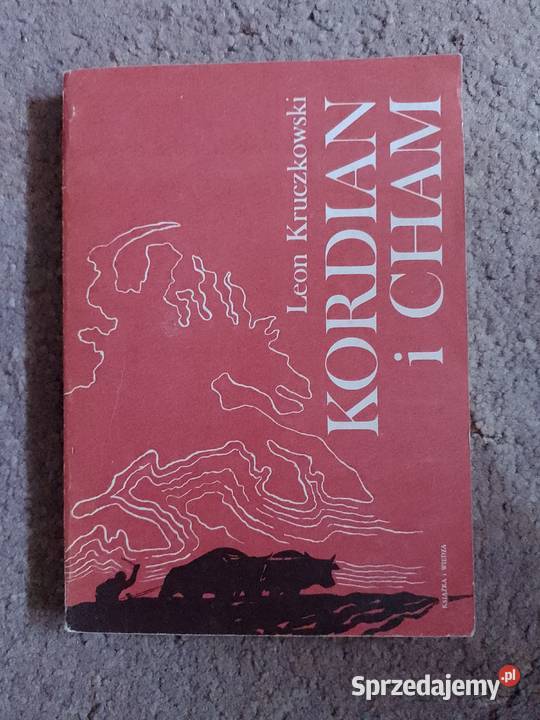 Leon Kruczkowski
KORDIAN
i CHAM
KSIĄŻKA i WIEDZA
Sprzedajemy.pl